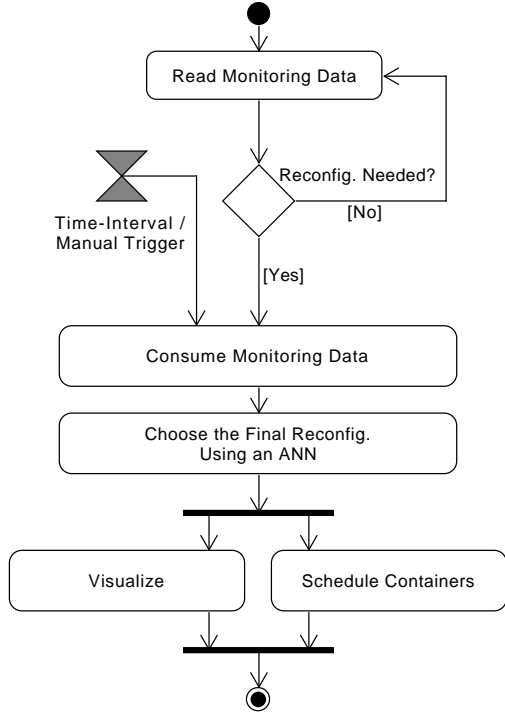 Read Monitoring Data
Reconfig. Needed?
[No]
Time-Interval /
Manual Trigger
[Yes]
Consume Monitoring Data
Choose the Final Reconfig.
Using an ANN
Visualize
Schedule Containers